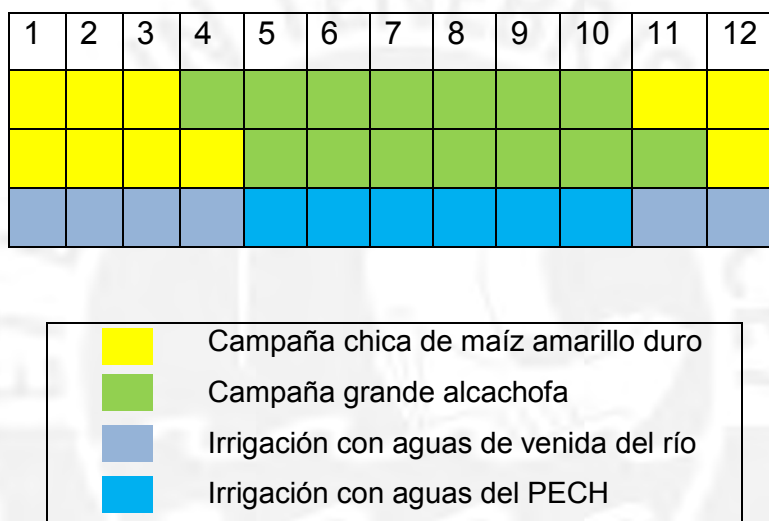 1 2 3 4 5 6 7 8 9 10 11 12
Campaña chica de maíz amarillo duro
Campaña grande alcachofa
Irrigación con aguas de venida del río
Irrigación con aguas del PECH